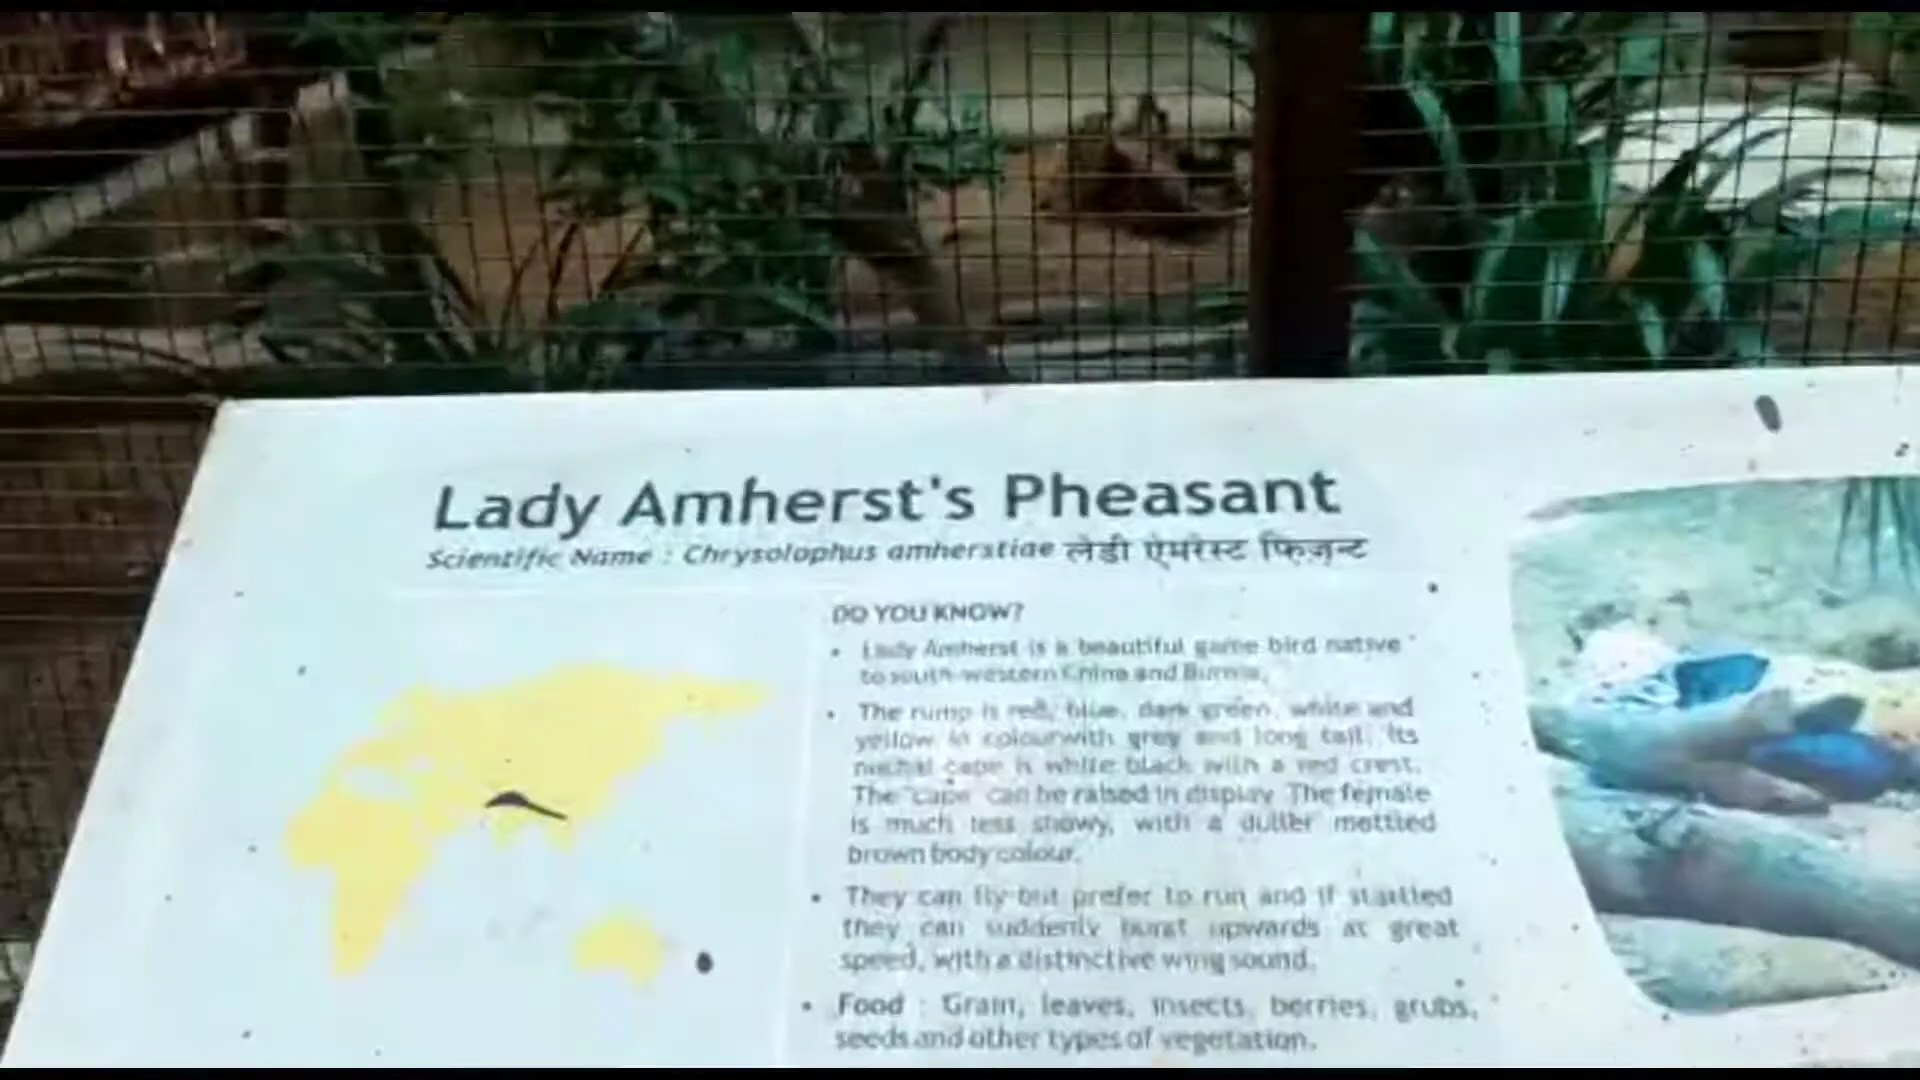 Lady Amherst's Pheasant
Scientific Name : Chrysolophus amherstiae लेडी एमरेस्ट फिज़न्ट
DO YOU KNOW?
• Lady Amherst is a beautiful game bird native
to south-western China and Burma.
• The rump is red, blue, dark green, white and
yellow in colourwith grey and long tail. Its
nuchal cape is white black with a red crest.
The "cape" can be raised in display. The female
is much less showy, with a duller mottled
brown body colour.
• They can fly but prefer to run and if startled
they can suddenly burst upwards at great
speed, with a distinctive wing sound.
• Food : Grain, leaves, insects, berries, grubs,
seeds and other types of vegetation.